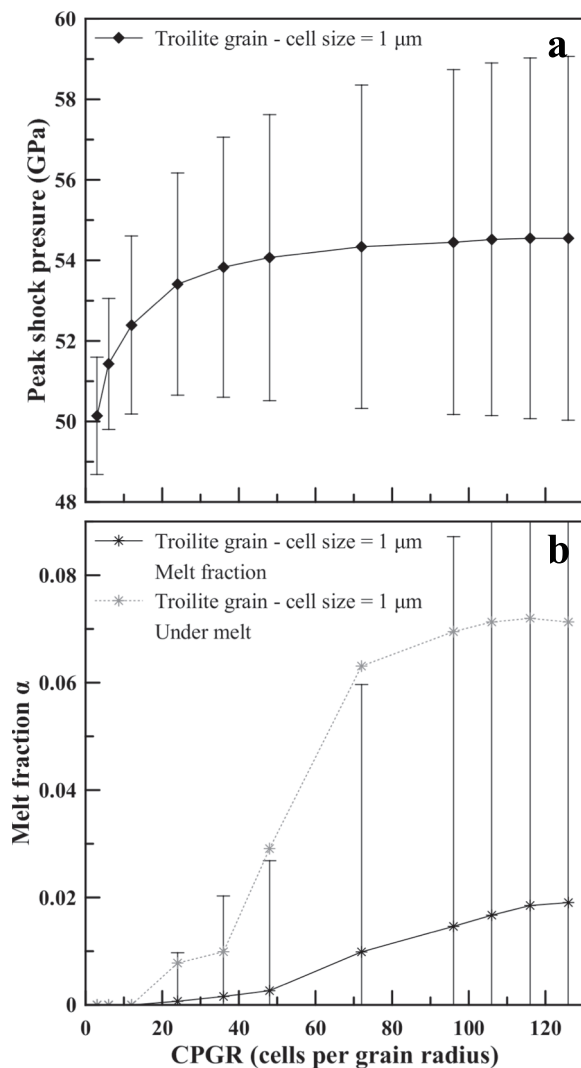 60
Troilite grain - cell size = 1 μm
a
58
56
54
52
50
48
Peak shock presure (GPa)
Troilite grain - cell size = 1 μm
b
Melt fraction
Troilite grain - cell size = 1 μm
Under melt
0.08
0.06
0.04
0.02
0
Melt fraction α
0 20 40 60 80 100 120
CPGR (cells per grain radius)